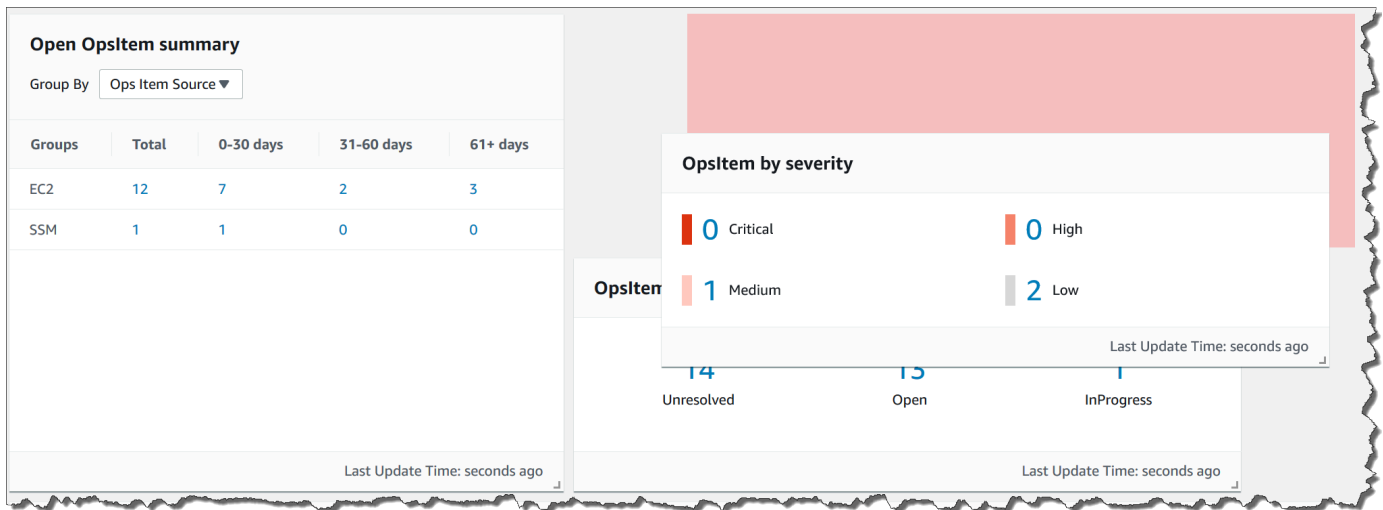 Open OpsItem summary
Group By Ops Item Source
Groups Total 0-30 days 31-60 days 61+ days
EC2 12 7 2 3
SSM 1 1 0 0
Last Update Time: seconds ago
OpsItem by severity
0 Critical 0 High
1 Medium 2 Low
Last Update Time: seconds ago
OpsItem
14 13 1
Unresolved Open InProgress
Last Update Time: seconds ago